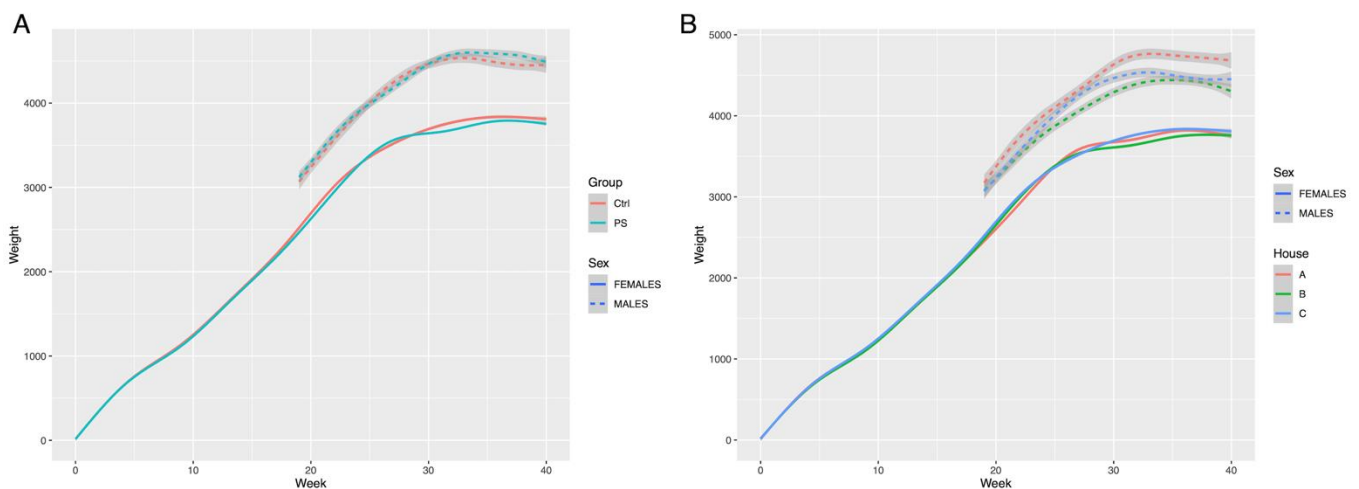 A
Weight
4000
3000
2000
1000
0
0 10 20 30 40
Week
Group
Ctrl
PS
Sex
FEMALES
MALES
B
Weight
5000
4000
3000
2000
1000
0
0 10 20 30 40
Week
Sex
FEMALES
MALES
House
A
B
C